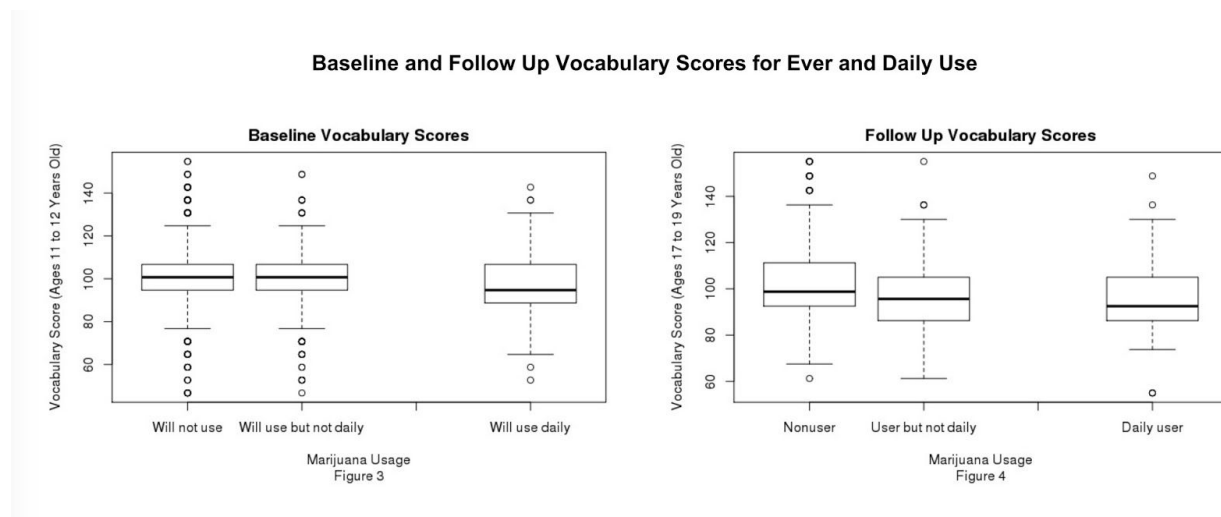 Baseline and Follow Up Vocabulary Scores for Ever and Daily Use
Baseline Vocabulary Scores
Vocabulary Score (Ages 11 to 12 Years Old)
140
120
100
80
60
Will not use
Will use but not daily
Will use daily
Marijuana Usage
Figure 3
Follow Up Vocabulary Scores
Vocabulary Score (Ages 17 to 19 Years Old)
140
120
100
80
60
Nonuser
User but not daily
Daily user
Marijuana Usage
Figure 4